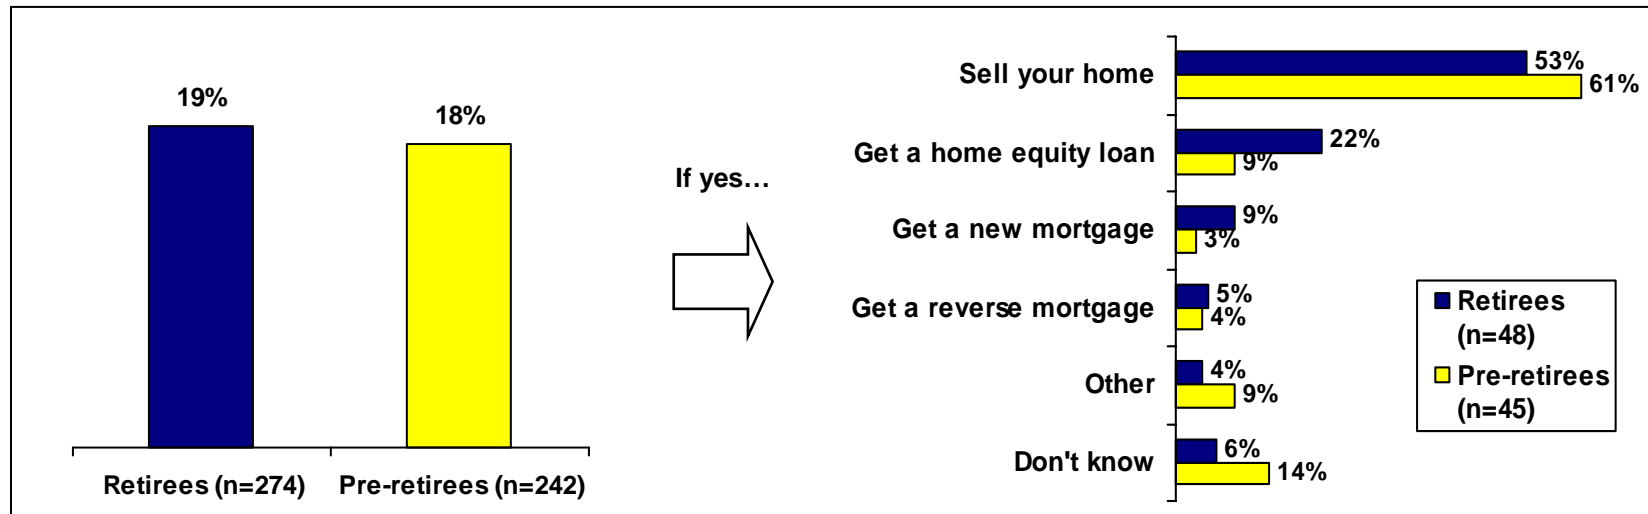 19%
18%
Retirees (n=274)
Pre-retirees (n=242)
If yes…
Sell your home
53%
61%
Get a home equity loan
22%
9%
Get a new mortgage
9%
3%
Get a reverse mortgage
5%
4%
Other
4%
9%
Don't know
6%
14%
Retirees
(n=48)
Pre-retirees
(n=45)